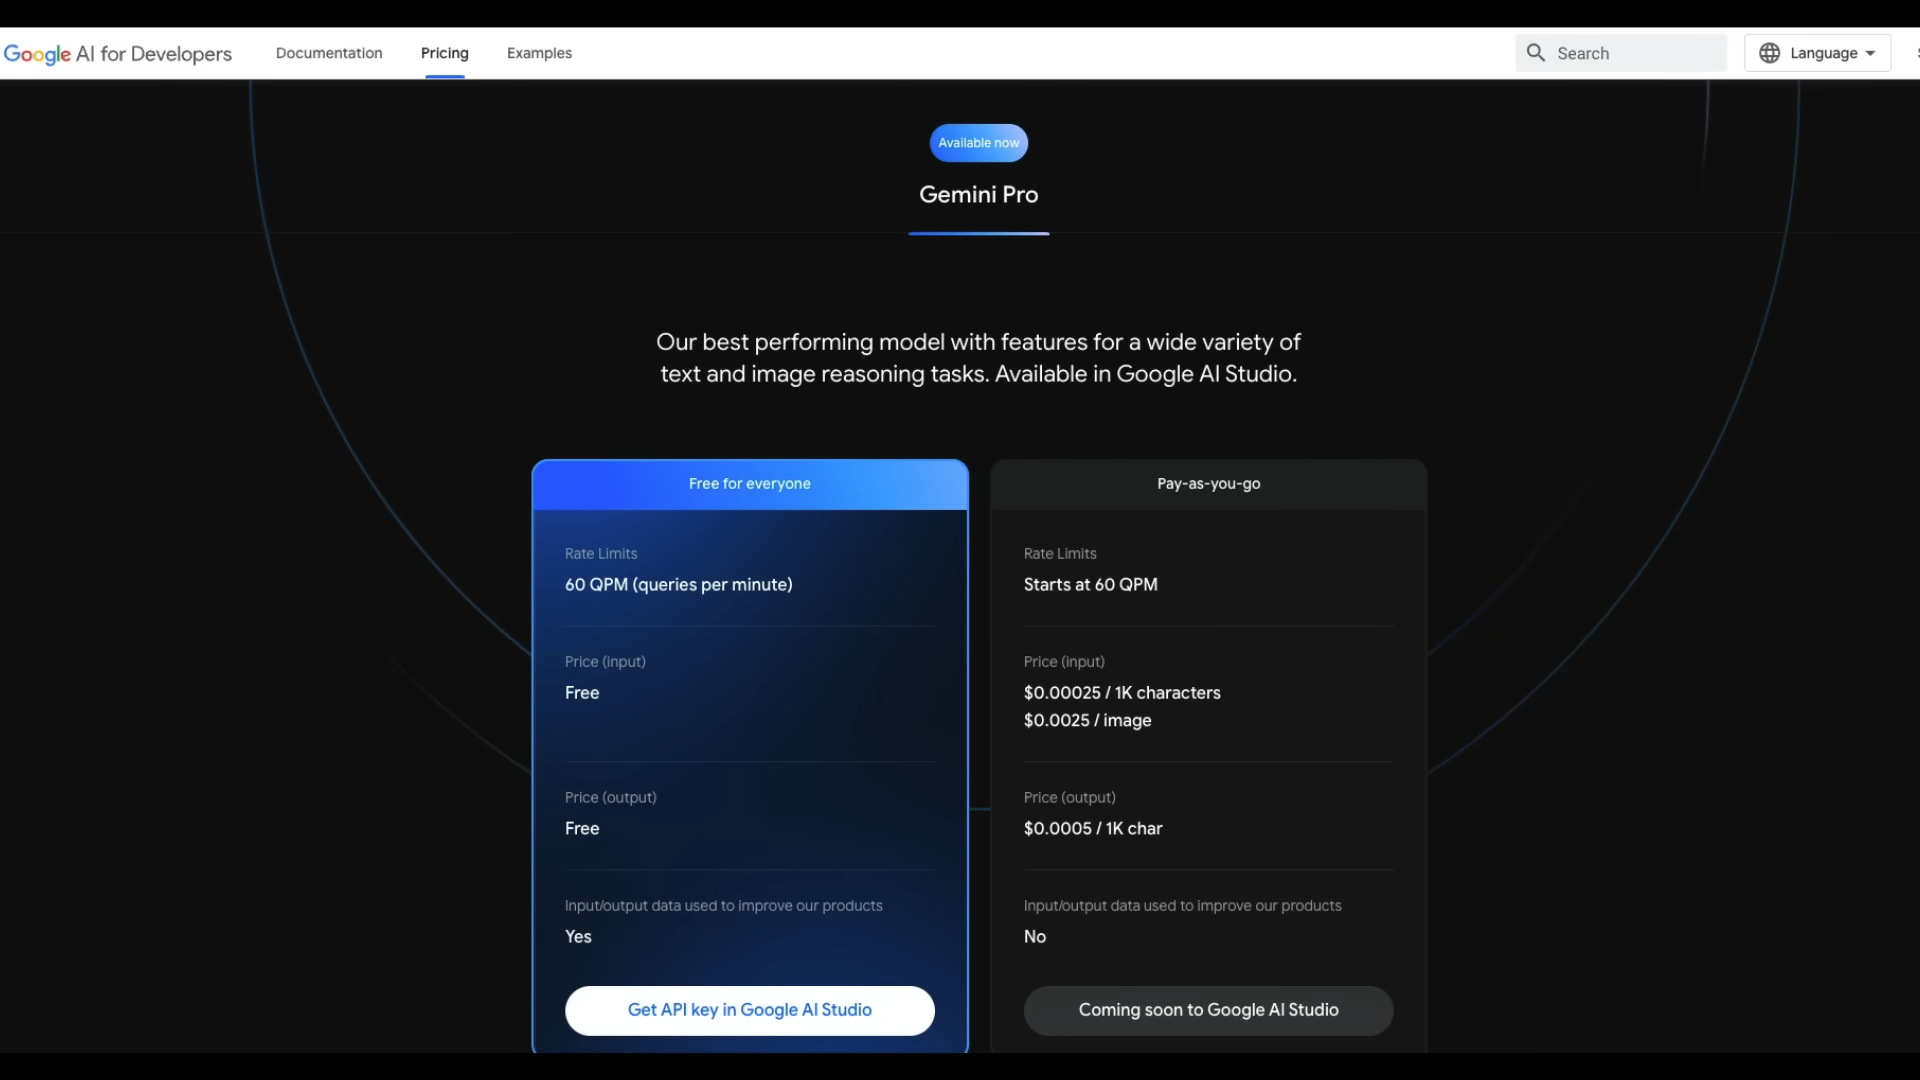 Google AI for Developers Documentation Pricing Examples Search Language
Available now
Gemini Pro
Our best performing model with features for a wide variety of
text and image reasoning tasks. Available in Google AI Studio.
Free for everyone
Rate Limits
60 QPM (queries per minute)
Price (input)
Free
Price (output)
Free
Input/output data used to improve our products
Yes
Get API key in Google AI Studio
Pay-as-you-go
Rate Limits
Starts at 60 QPM
Price (input)
$0.00025 / 1K characters
$0.0025 / image
Price (output)
$0.0005 / 1K char
Input/output data used to improve our products
No
Coming soon to Google AI Studio